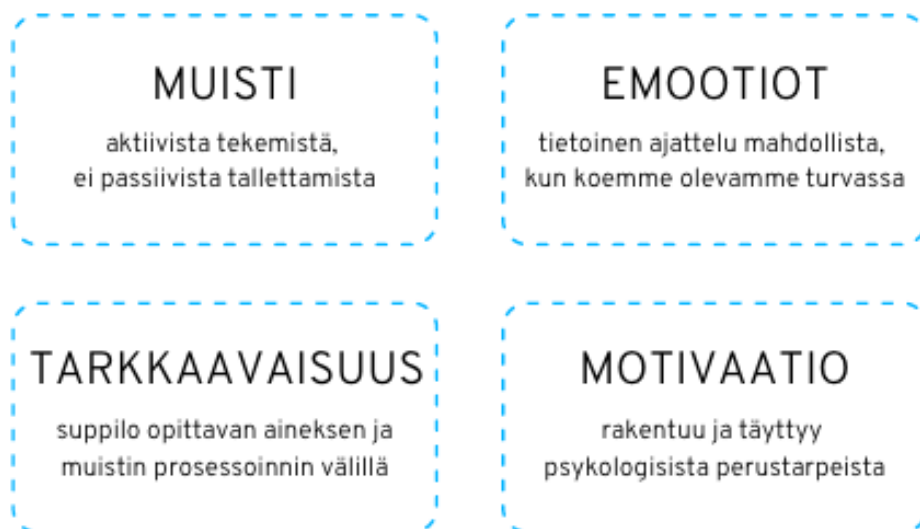 MUISTI
aktiivista tekemistä,
ei passiivista tallettamista
EMOOTIOT
tietoinen ajattelu mahdollista,
kun koemme olevamme turvassa
TARKKAAVAISUUS
suppilo opittavan aineksen ja
muistin prosessoinnin välillä
MOTIVAATIO
rakentuu ja täyttyy
psykologisista perustarpeista